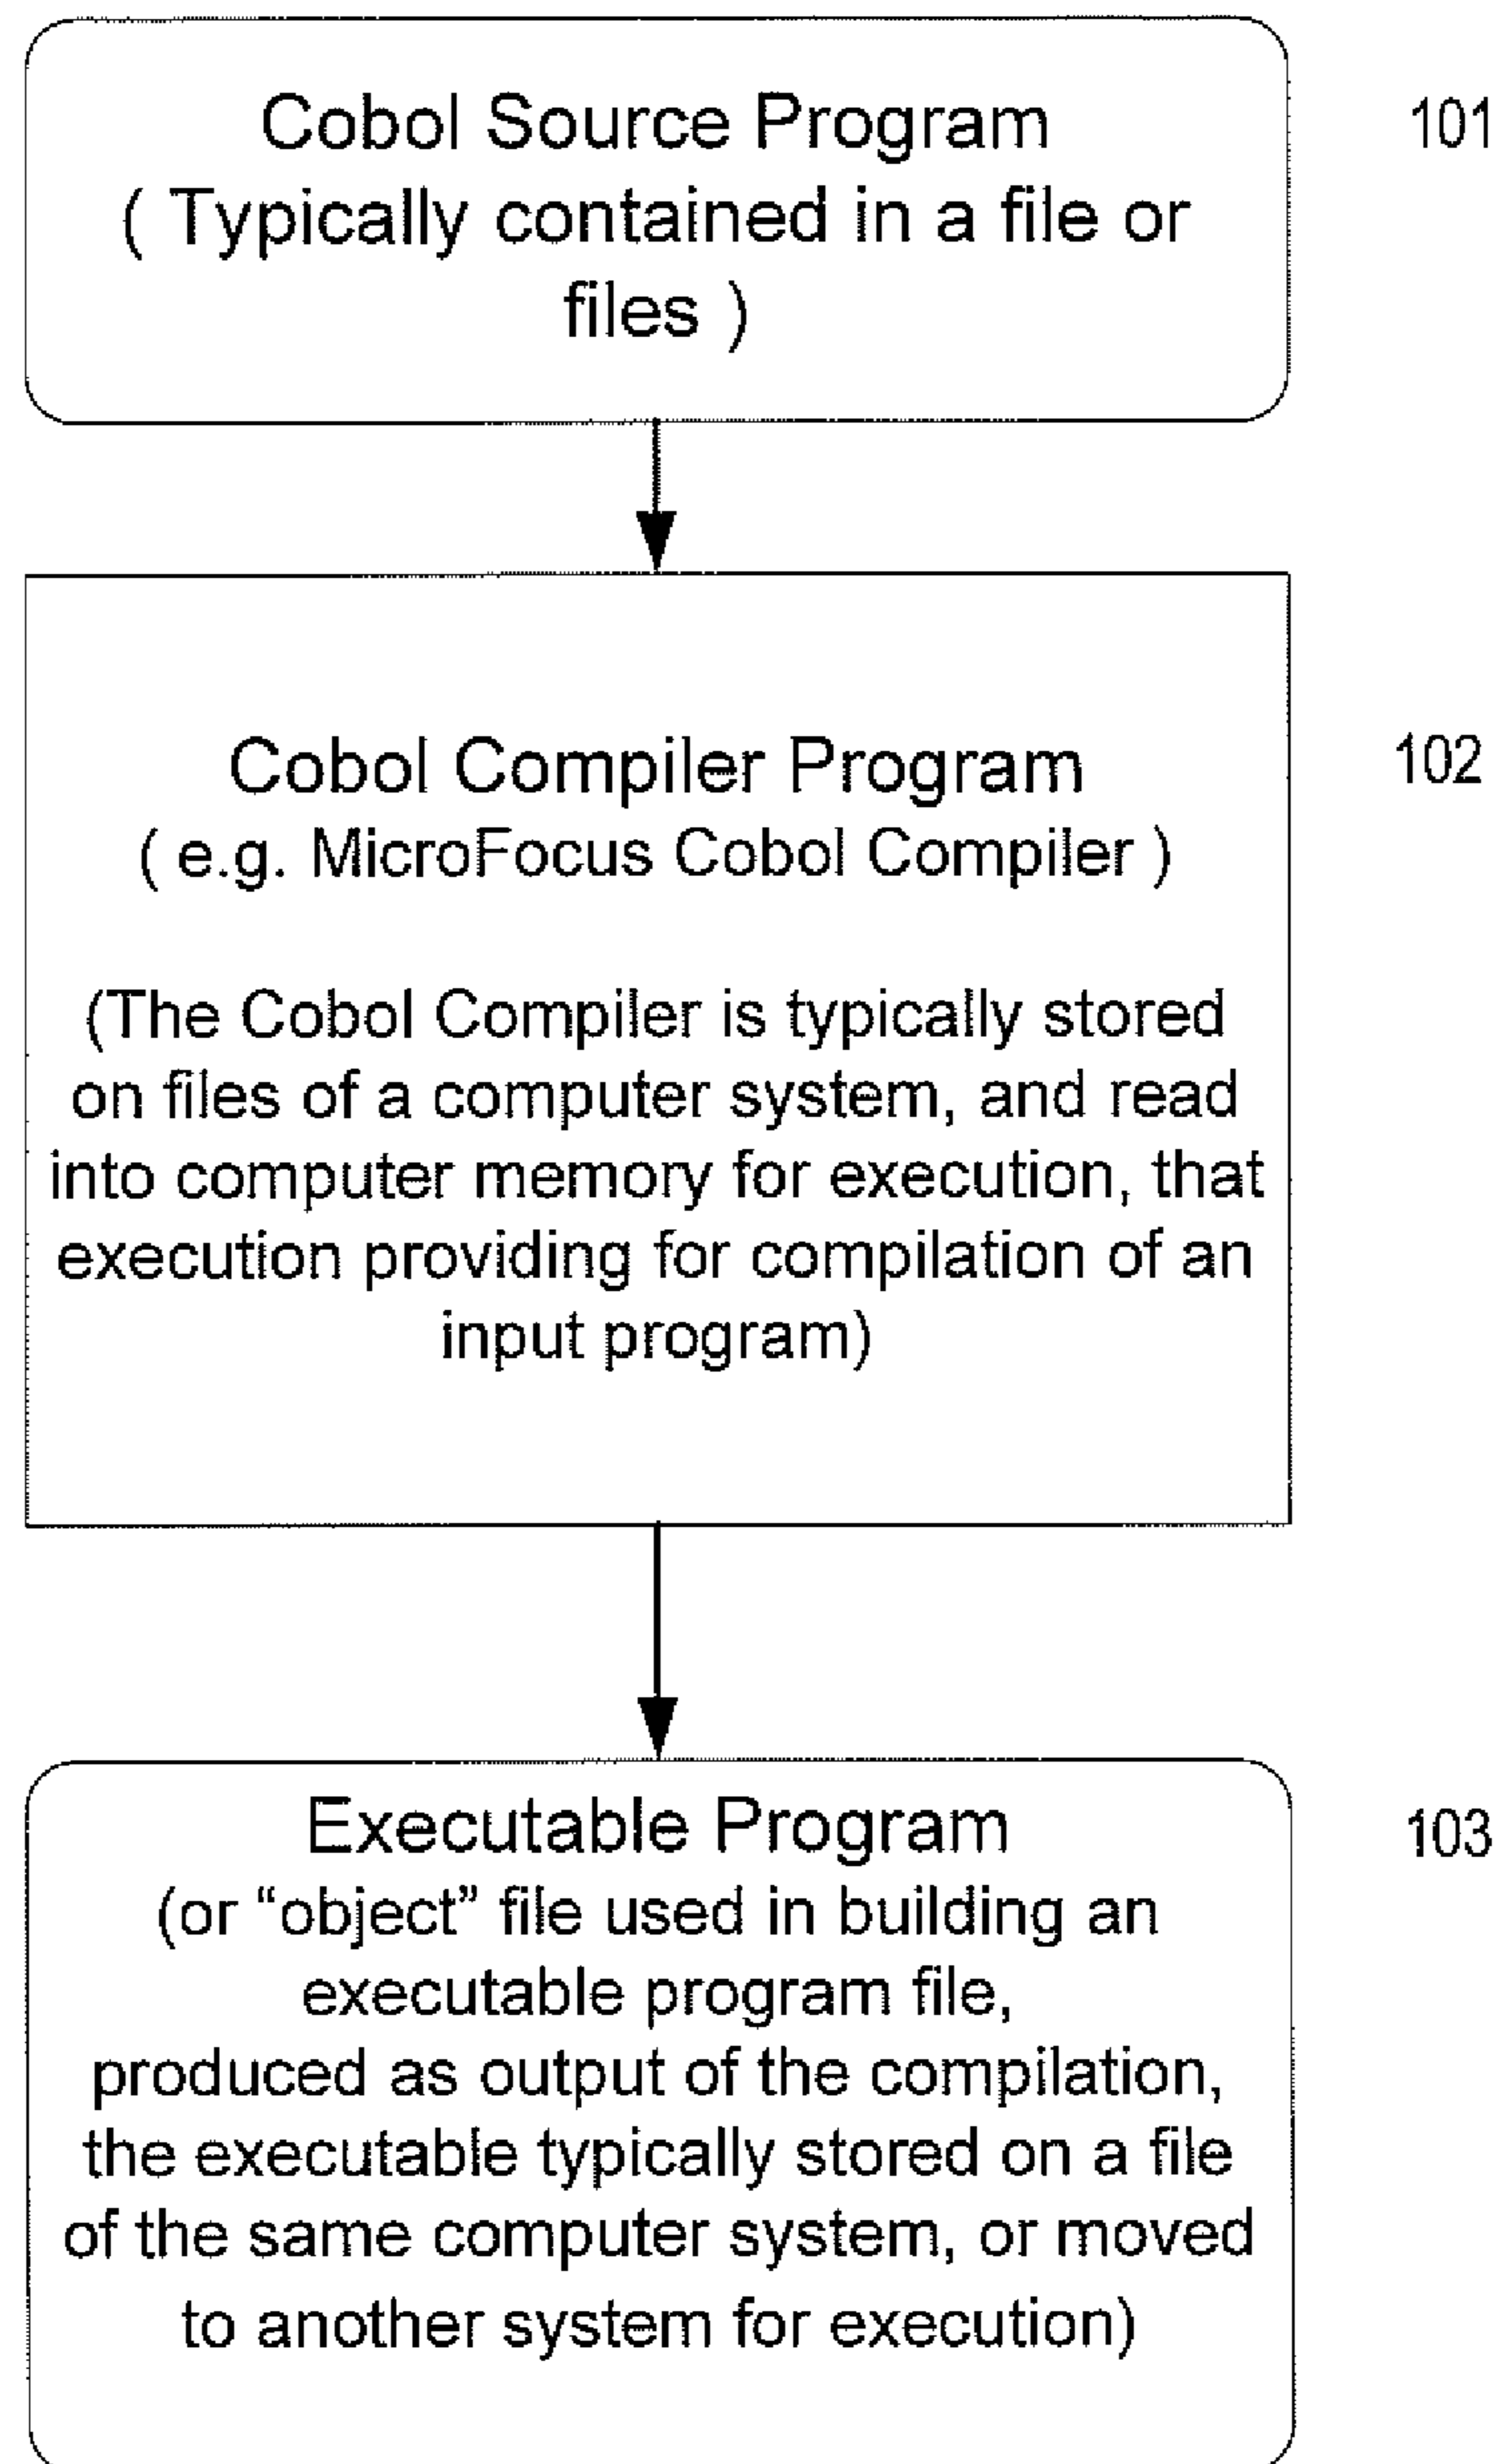 Cobol Source Program
( Typically contained in a file or
files )
101
Cobol Compiler Program
( e.g. MicroFocus Cobol Compiler )
(The Cobol Compiler is typically stored
on files of a computer system, and read
into computer memory for execution, that
execution providing for compilation of an
input program)
102
Executable Program
(or “object” file used in building an
executable program file,
produced as output of the compilation,
the executable typically stored on a file
of the same computer system, or moved
to another system for execution)
103